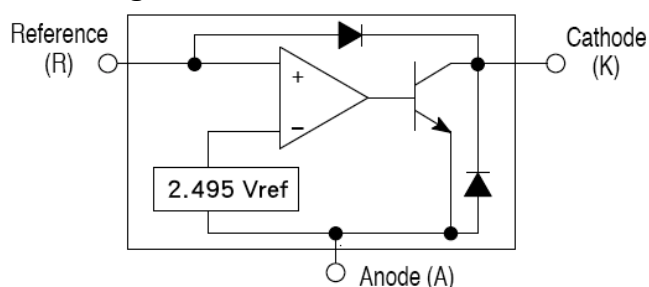 Reference
(R)
Cathode
(K)
+
−
2.495 Vref
Anode (A)